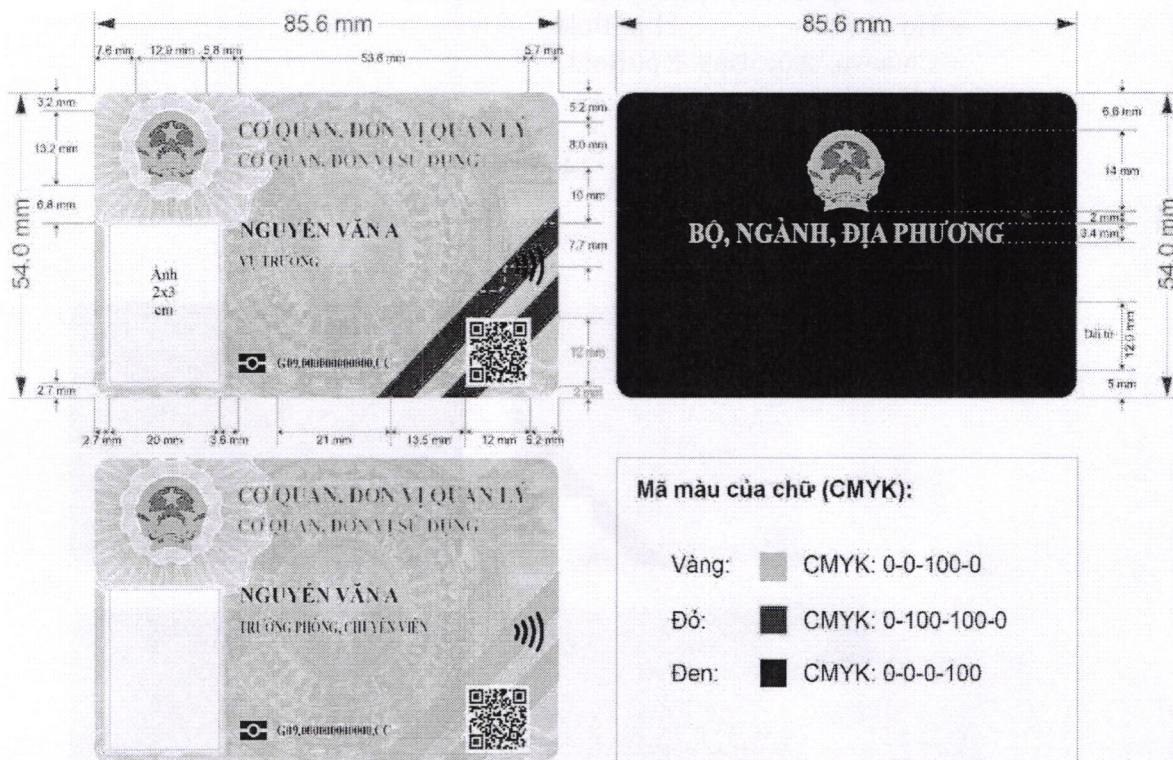 85.6 mm
85.6 mm
7.6 mm
12.9 mm
5.8 mm
53.6 mm
5.7 mm
3.2 mm
13.2 mm
6.8 mm
54.0 mm
2.7 mm
CƠ QUAN, ĐƠN VỊ QUẢN LÝ
CƠ QUAN, ĐƠN VỊ SỬ DỤNG
NGUYỄN VĂN A
VỤ TRƯỞNG
Ảnh
2x3
cm
G09.000000000000.CC
5.2 mm
8.0 mm
10 mm
7.7 mm
12 mm
2 mm
BỘ, NGÀNH, ĐỊA PHƯƠNG
6.6 mm
14 mm
2 mm
3.4 mm
Dải từ
12.9 mm
5 mm
54.0 mm
2.7 mm
20 mm
3.6 mm
21 mm
13.5 mm
12 mm
5.2 mm
CƠ QUAN, ĐƠN VỊ QUẢN LÝ
CƠ QUAN, ĐƠN VỊ SỬ DỤNG
NGUYỄN VĂN A
TRƯỞNG PHÒNG, CHUYÊN VIÊN
G09.000000000000.CC
Mã màu của chữ (CMYK):
Vàng: CMYK: 0-0-100-0
Đỏ: CMYK: 0-100-100-0
Đen: CMYK: 0-0-0-100